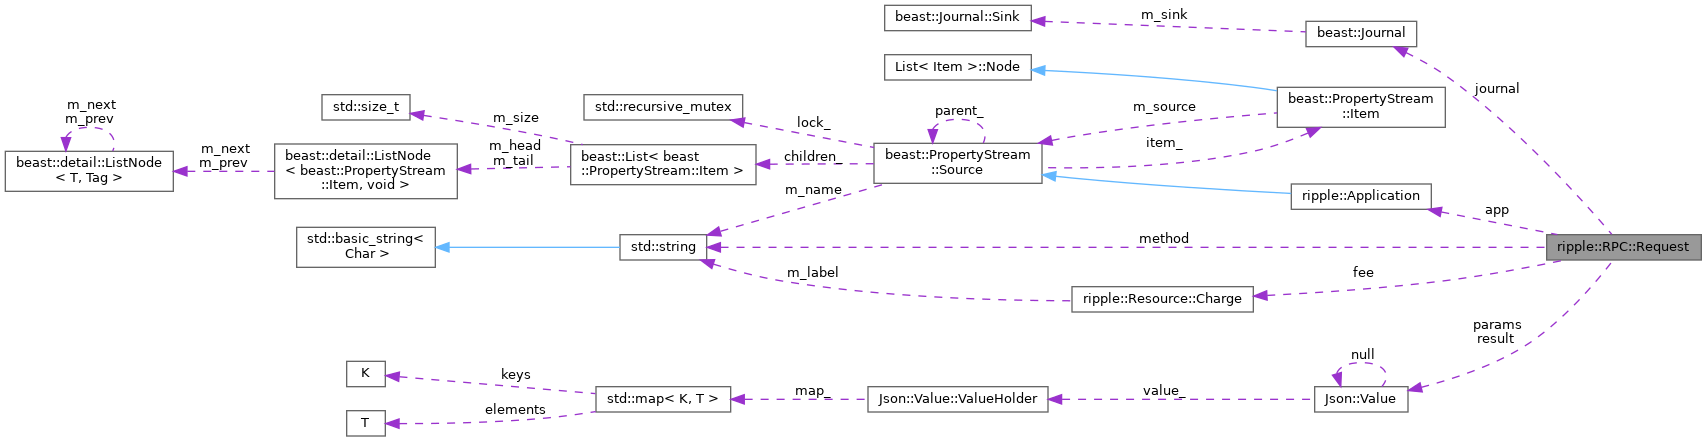 beast::Journal::Sink
m_sink
beast::Journal
List< Item >::Node
journal
m_next
m_prev
std::size_t
std::recursive_mutex
beast::PropertyStream
::Item
m_source
parent_
m_size
lock_
item_
m_next
m_prev
beast::detail::ListNode
< T, Tag >
beast::detail::ListNode
< beast::PropertyStream
::Item, void >
m_head
m_tail
beast::List< beast
::PropertyStream::Item >
children_
beast::PropertyStream
::Source
m_name
ripple::Application
app
std::basic_string<
Char >
std::string
method
ripple::RPC::Request
m_label
fee
ripple::Resource::Charge
params
result
null
K
keys
std::map< K, T >
map_
Json::Value::ValueHolder
value_
Json::Value
T
elements